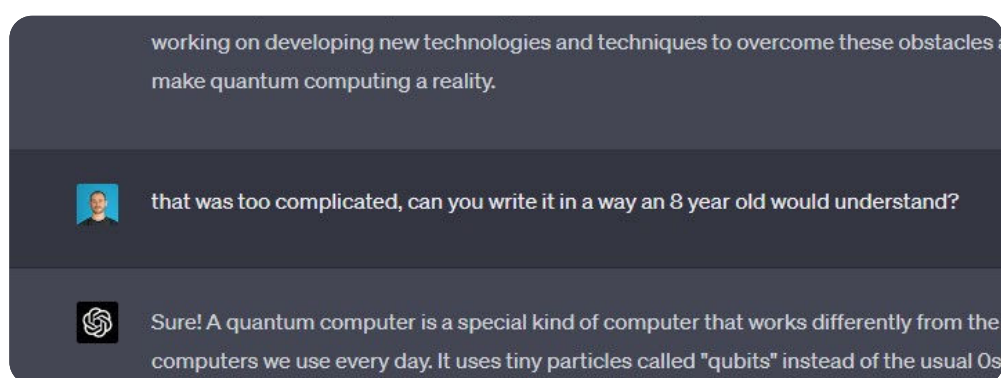 working on developing new technologies and techniques to overcome these obstacles
make quantum computing a reality.
that was too complicated, can you write it in a way an 8 year old would understand?
Sure! A quantum computer is a special kind of computer that works differently from the
computers we use every day. It uses tiny particles called "qubits" instead of the usual 0s